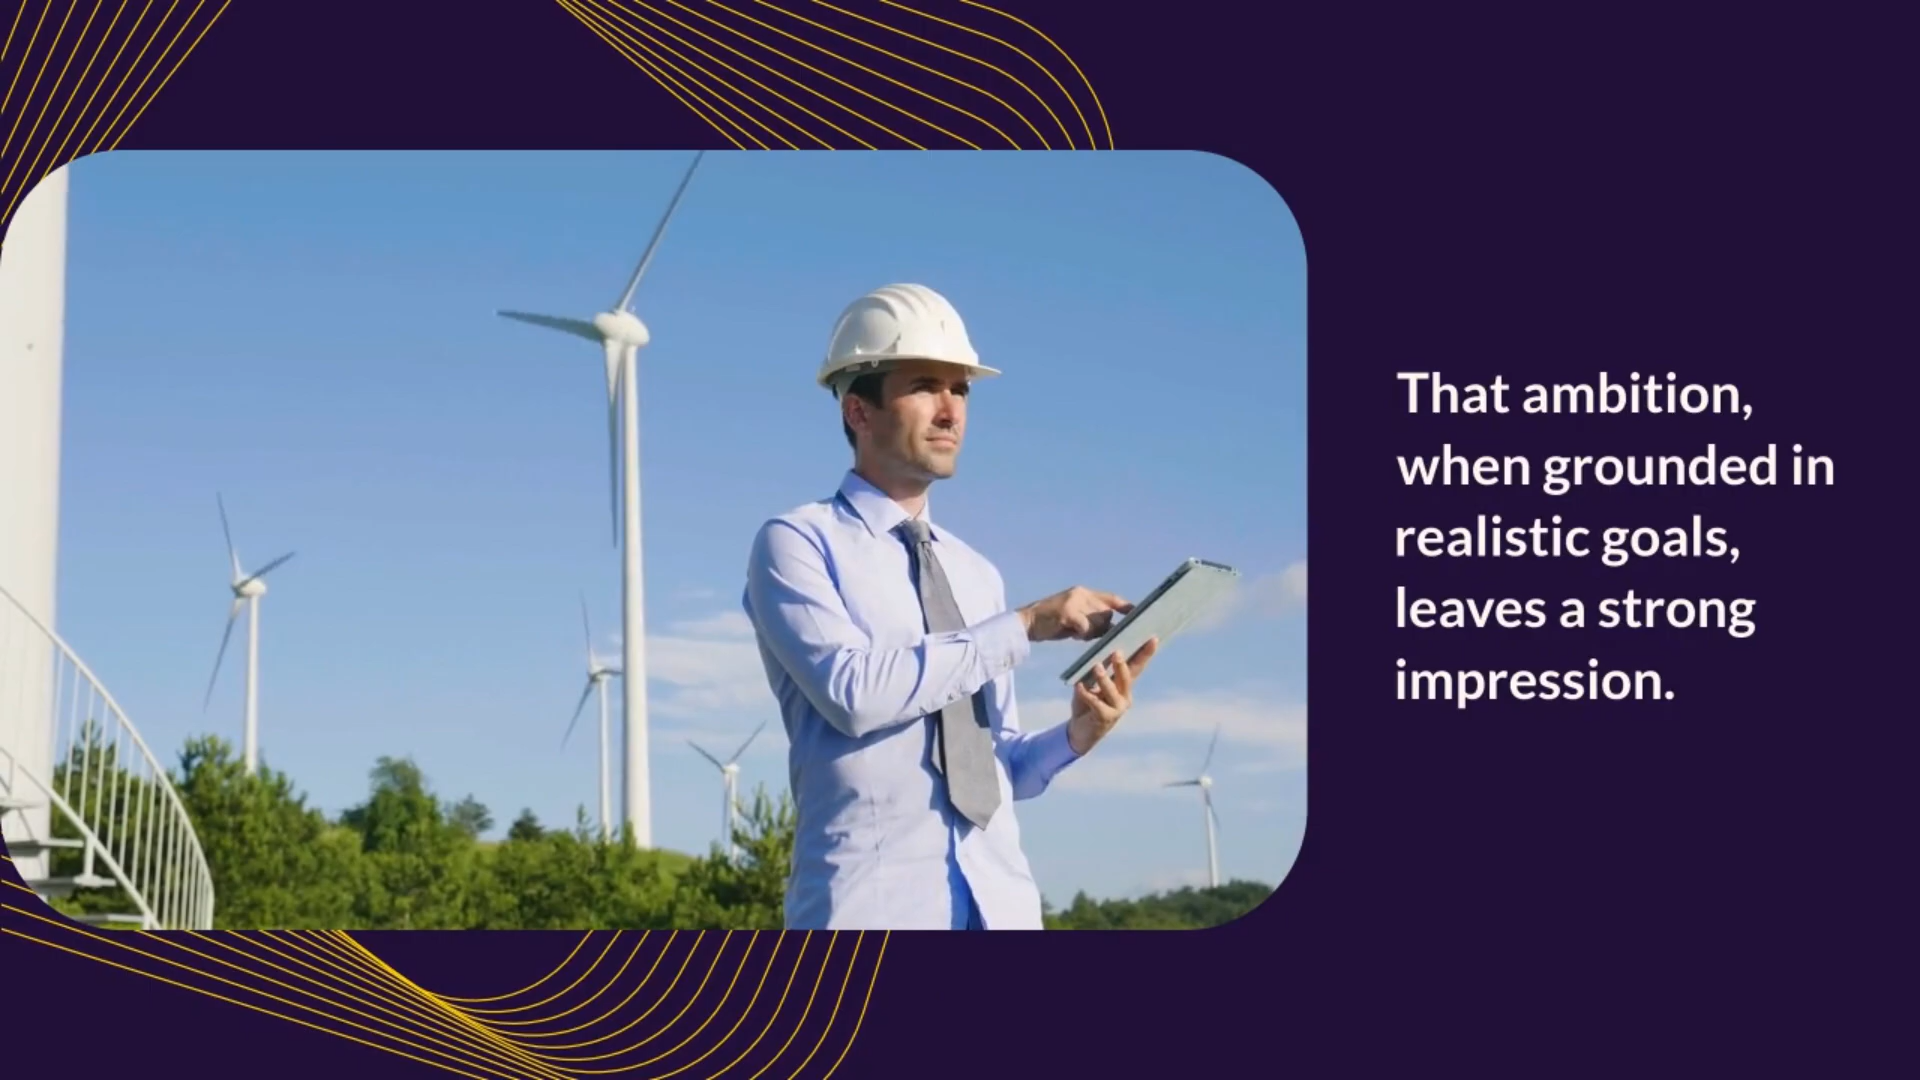 That ambition,
when grounded in
realistic goals,
leaves a strong
impression.